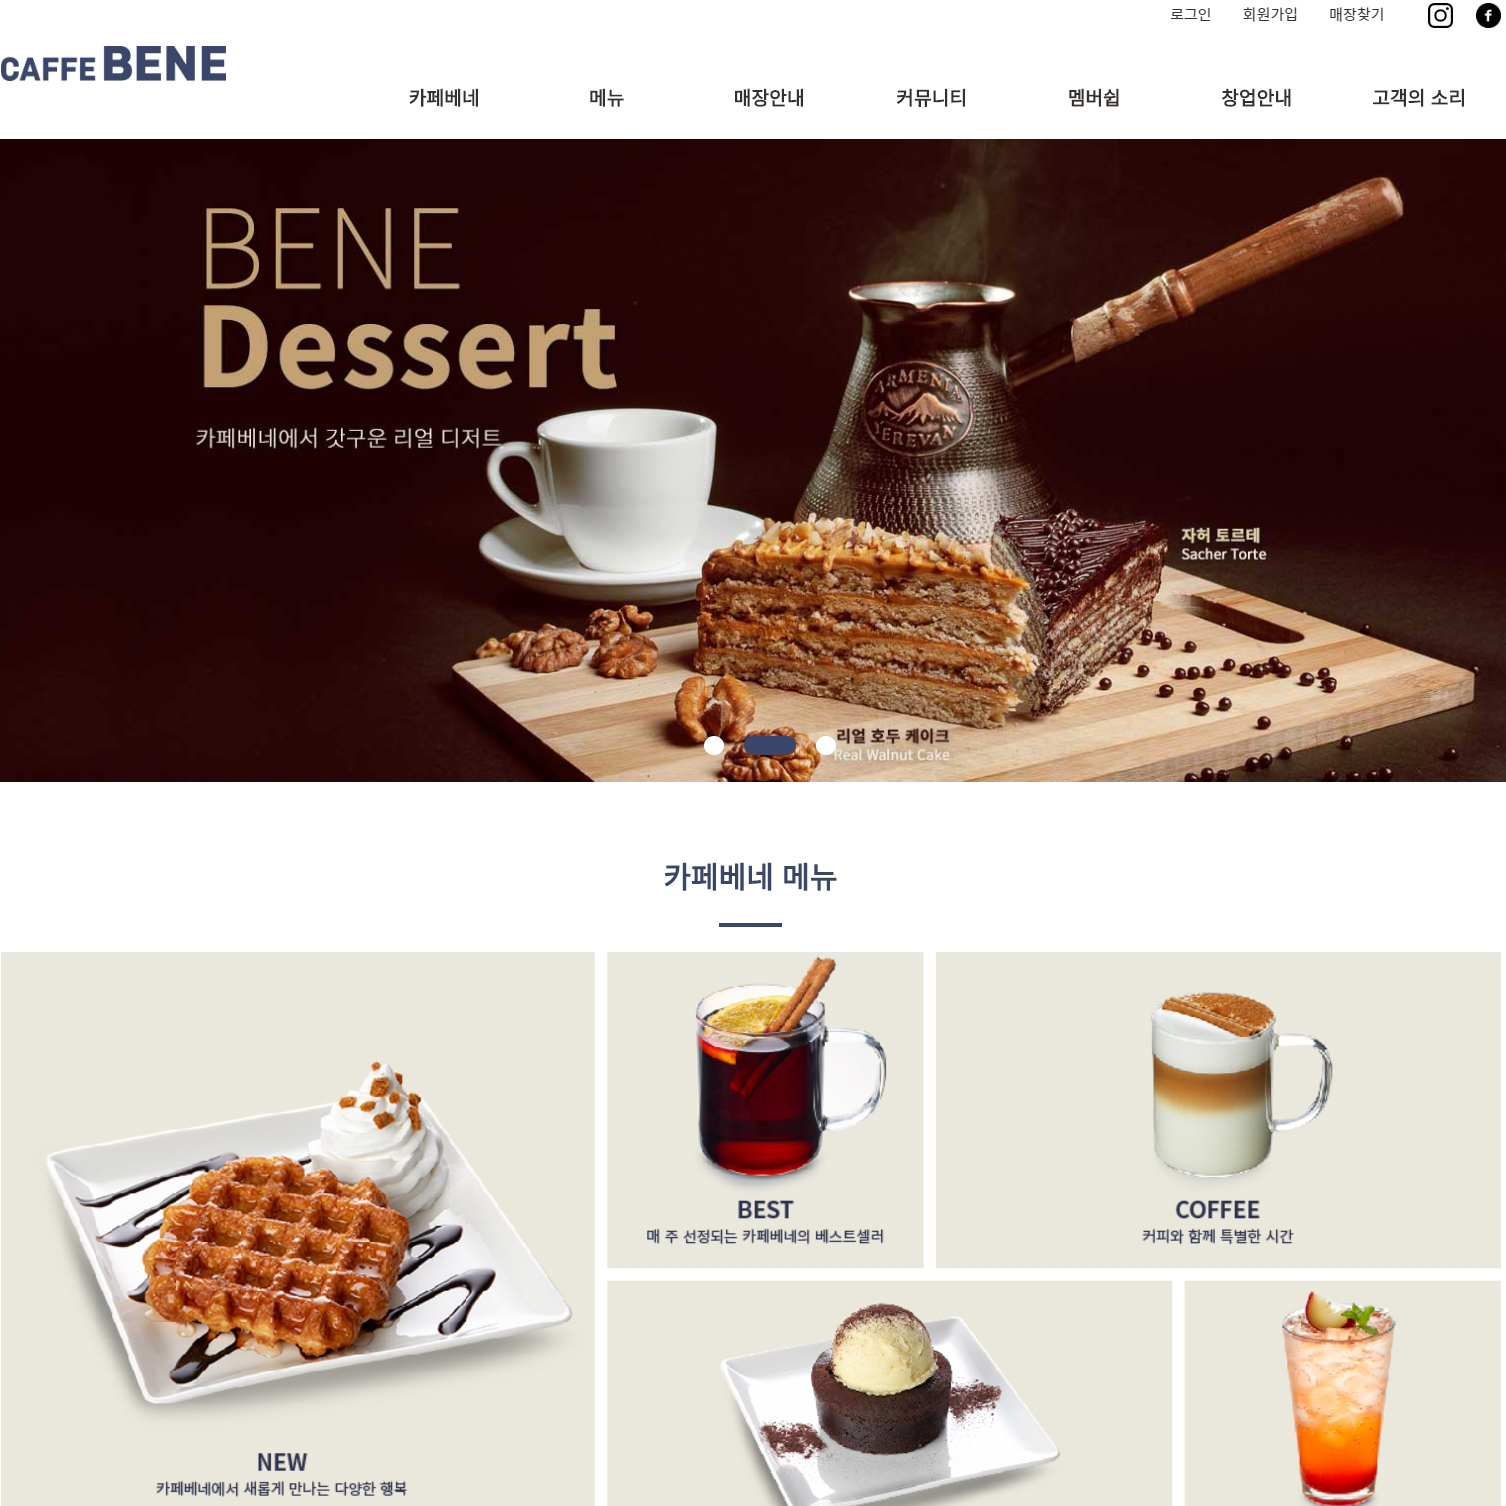 로그인 회원가입 매장찾기
CAFFE BENE
카페베네 메뉴 매장안내 커뮤니티 멤버쉽 창업안내 고객의 소리
BENE
Dessert
카페베네에서 갓구운 리얼 디저트
ARMENIA
YEREVAN
자허 토르테
Sacher Torte
리얼 호두 케이크
Real Walnut Cake
카페베네 메뉴
BEST
매 주 선정되는 카페베네의 베스트셀러
COFFEE
커피와 함께 특별한 시간
NEW
카페베네에서 새롭게 만나는 다양한 행복